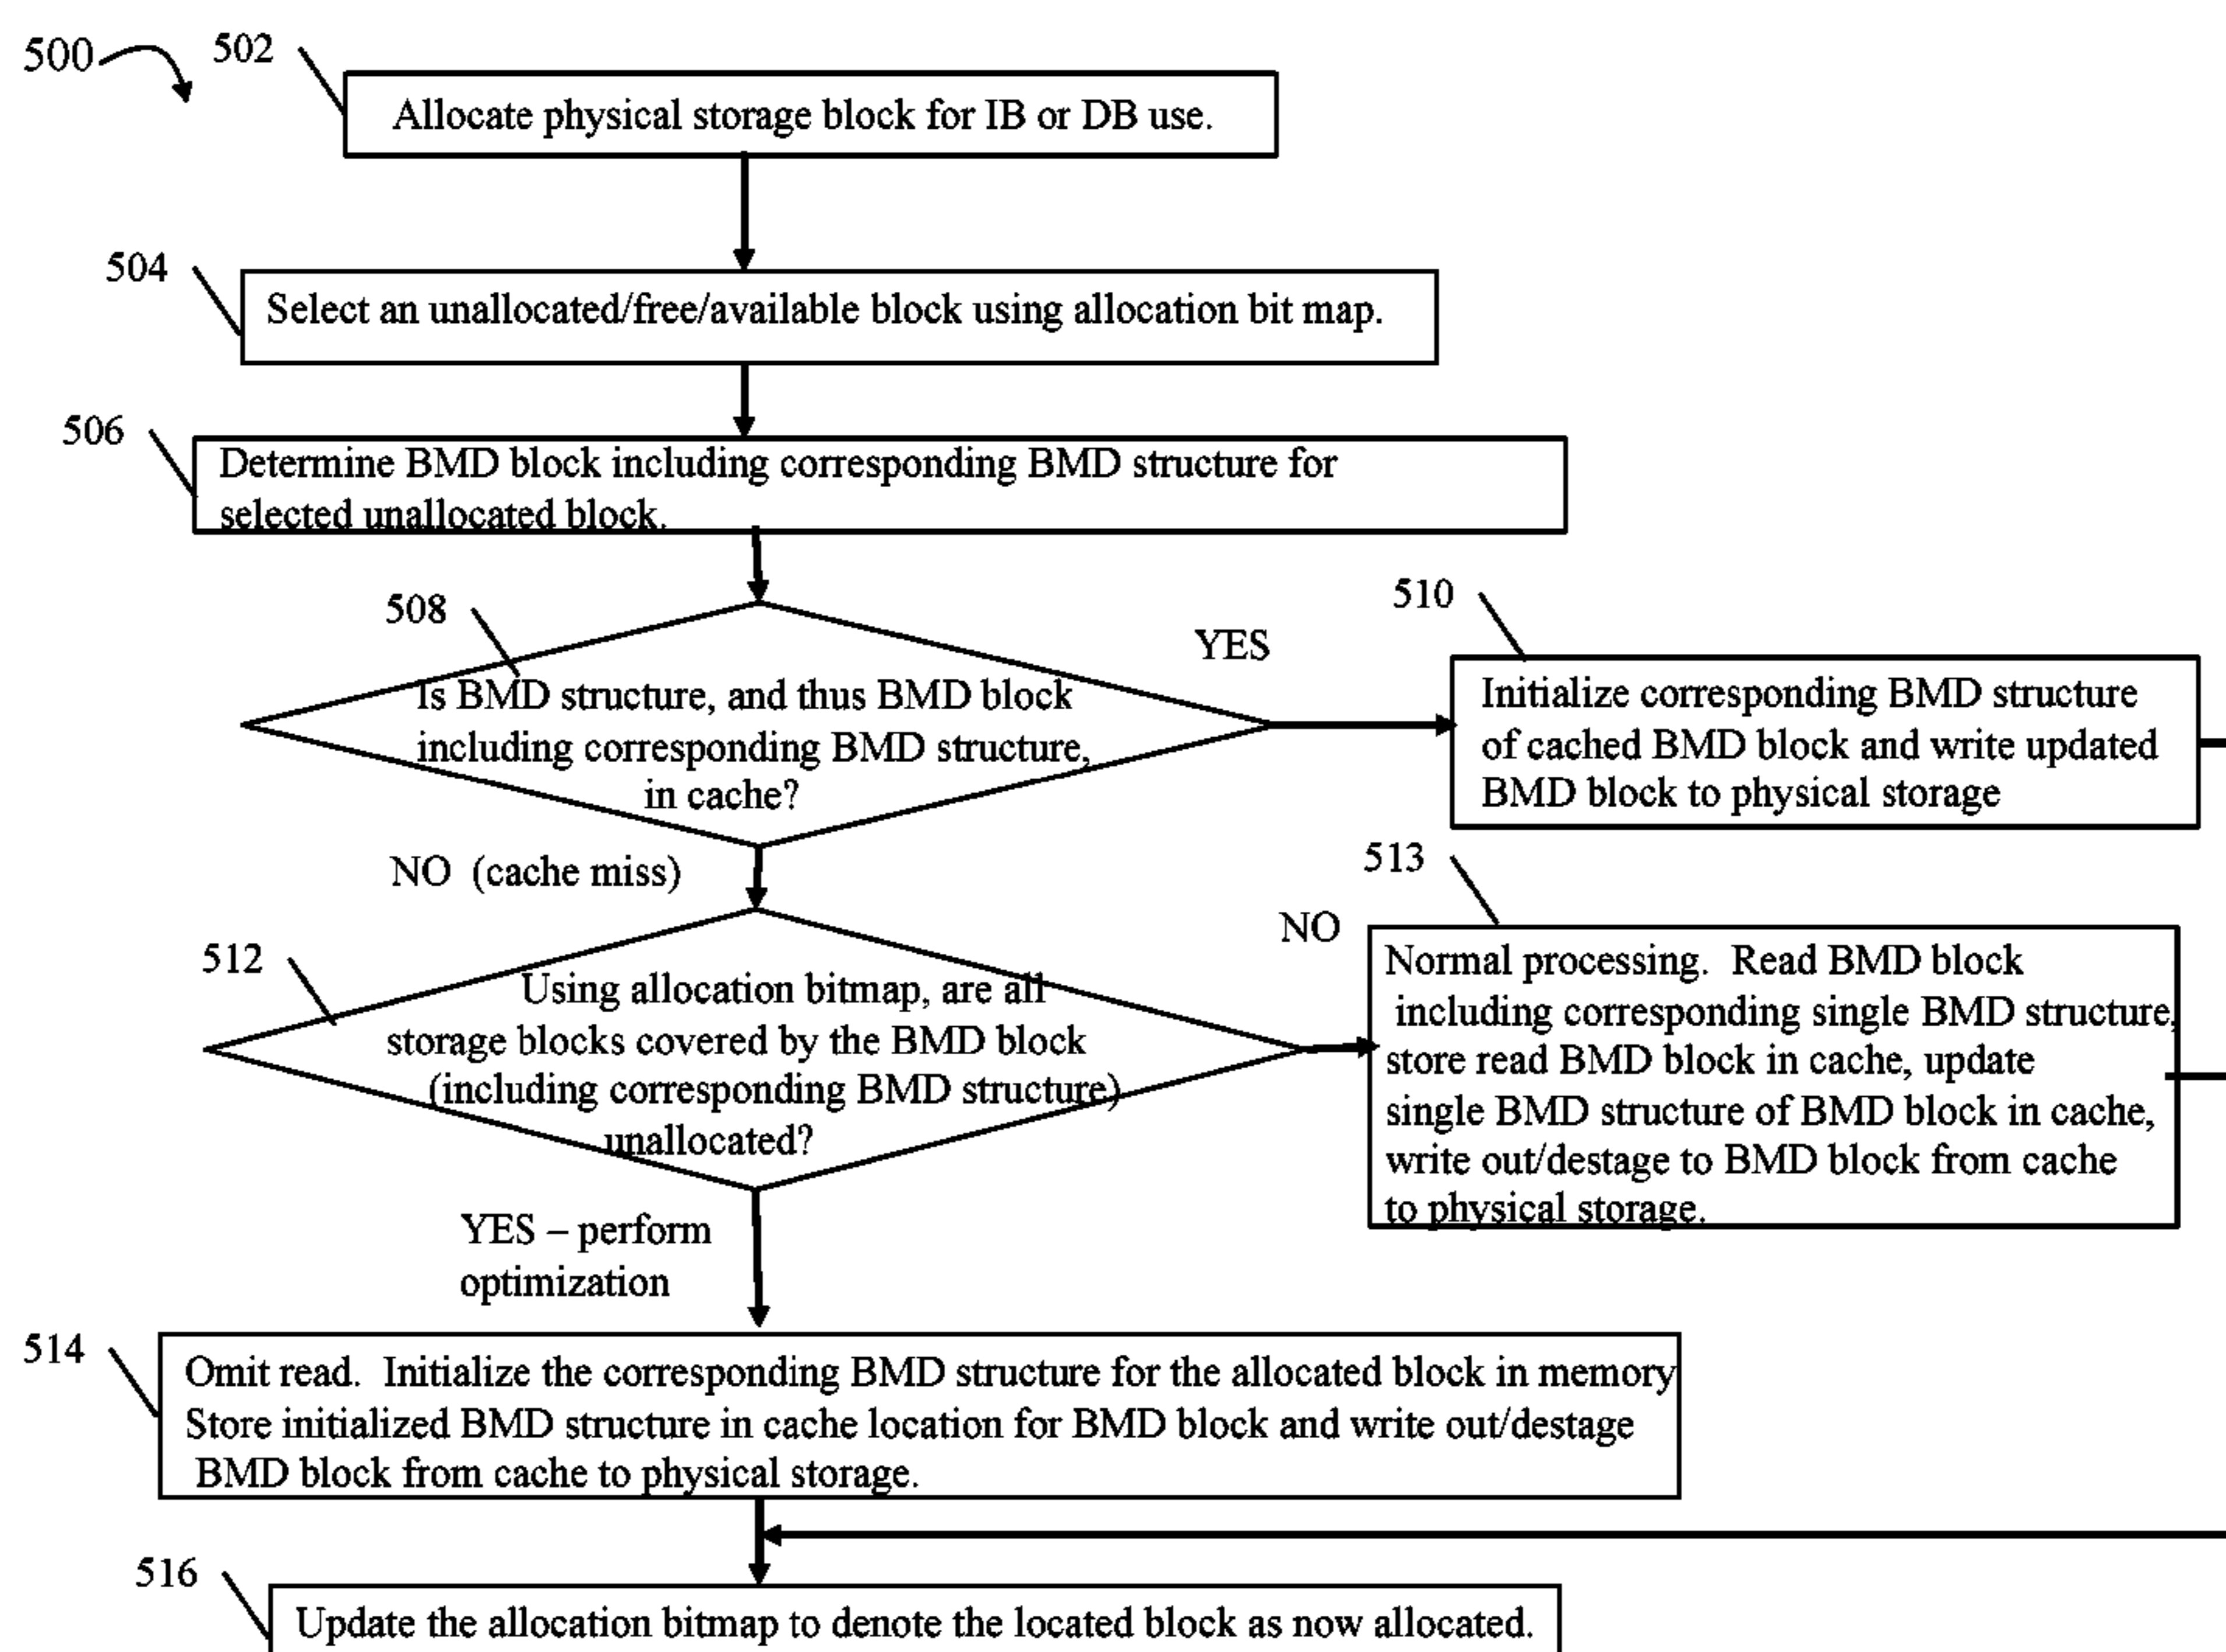 500
502
Allocate physical storage block for IB or DB use.
504
Select an unallocated/free/available block using allocation bit map.
506
Determine BMD block including corresponding BMD structure for
selected unallocated block.
508
YES
Is BMD structure, and thus BMD block
including corresponding BMD structure,
in cache?
510
Initialize corresponding BMD structure
of cached BMD block and write updated
BMD block to physical storage
NO (cache miss)
512
NO
Using allocation bitmap, are all
storage blocks covered by the BMD block
(including corresponding BMD structure)
unallocated?
513
Normal processing. Read BMD block
including corresponding single BMD structure,
store read BMD block in cache, update
single BMD structure of BMD block in cache,
write out/destage to BMD block from cache
to physical storage.
YES – perform
optimization
514
Omit read. Initialize the corresponding BMD structure for the allocated block in memory
Store initialized BMD structure in cache location for BMD block and write out/destage
BMD block from cache to physical storage.
516
Update the allocation bitmap to denote the located block as now allocated.